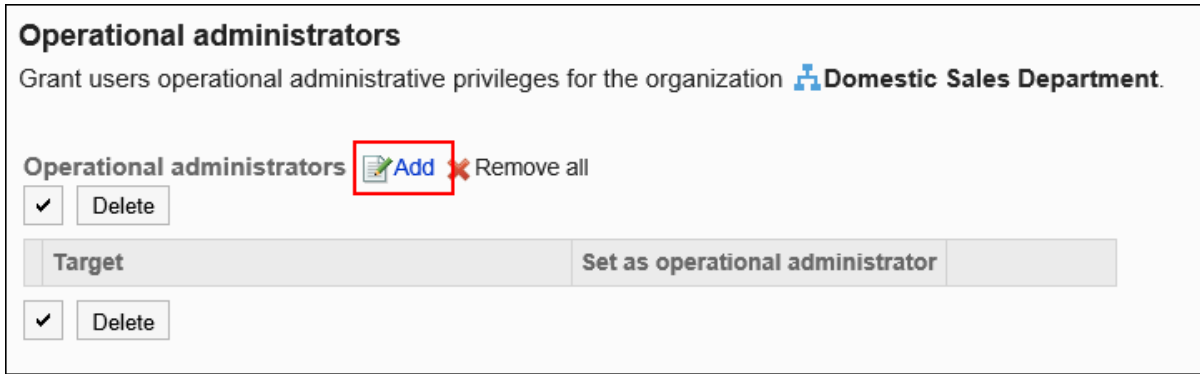 Operational administrators
Grant users operational administrative privileges for the organization Domestic Sales Department.
Operational administrators Add Remove all
Delete
Target Set as operational administrator
Delete